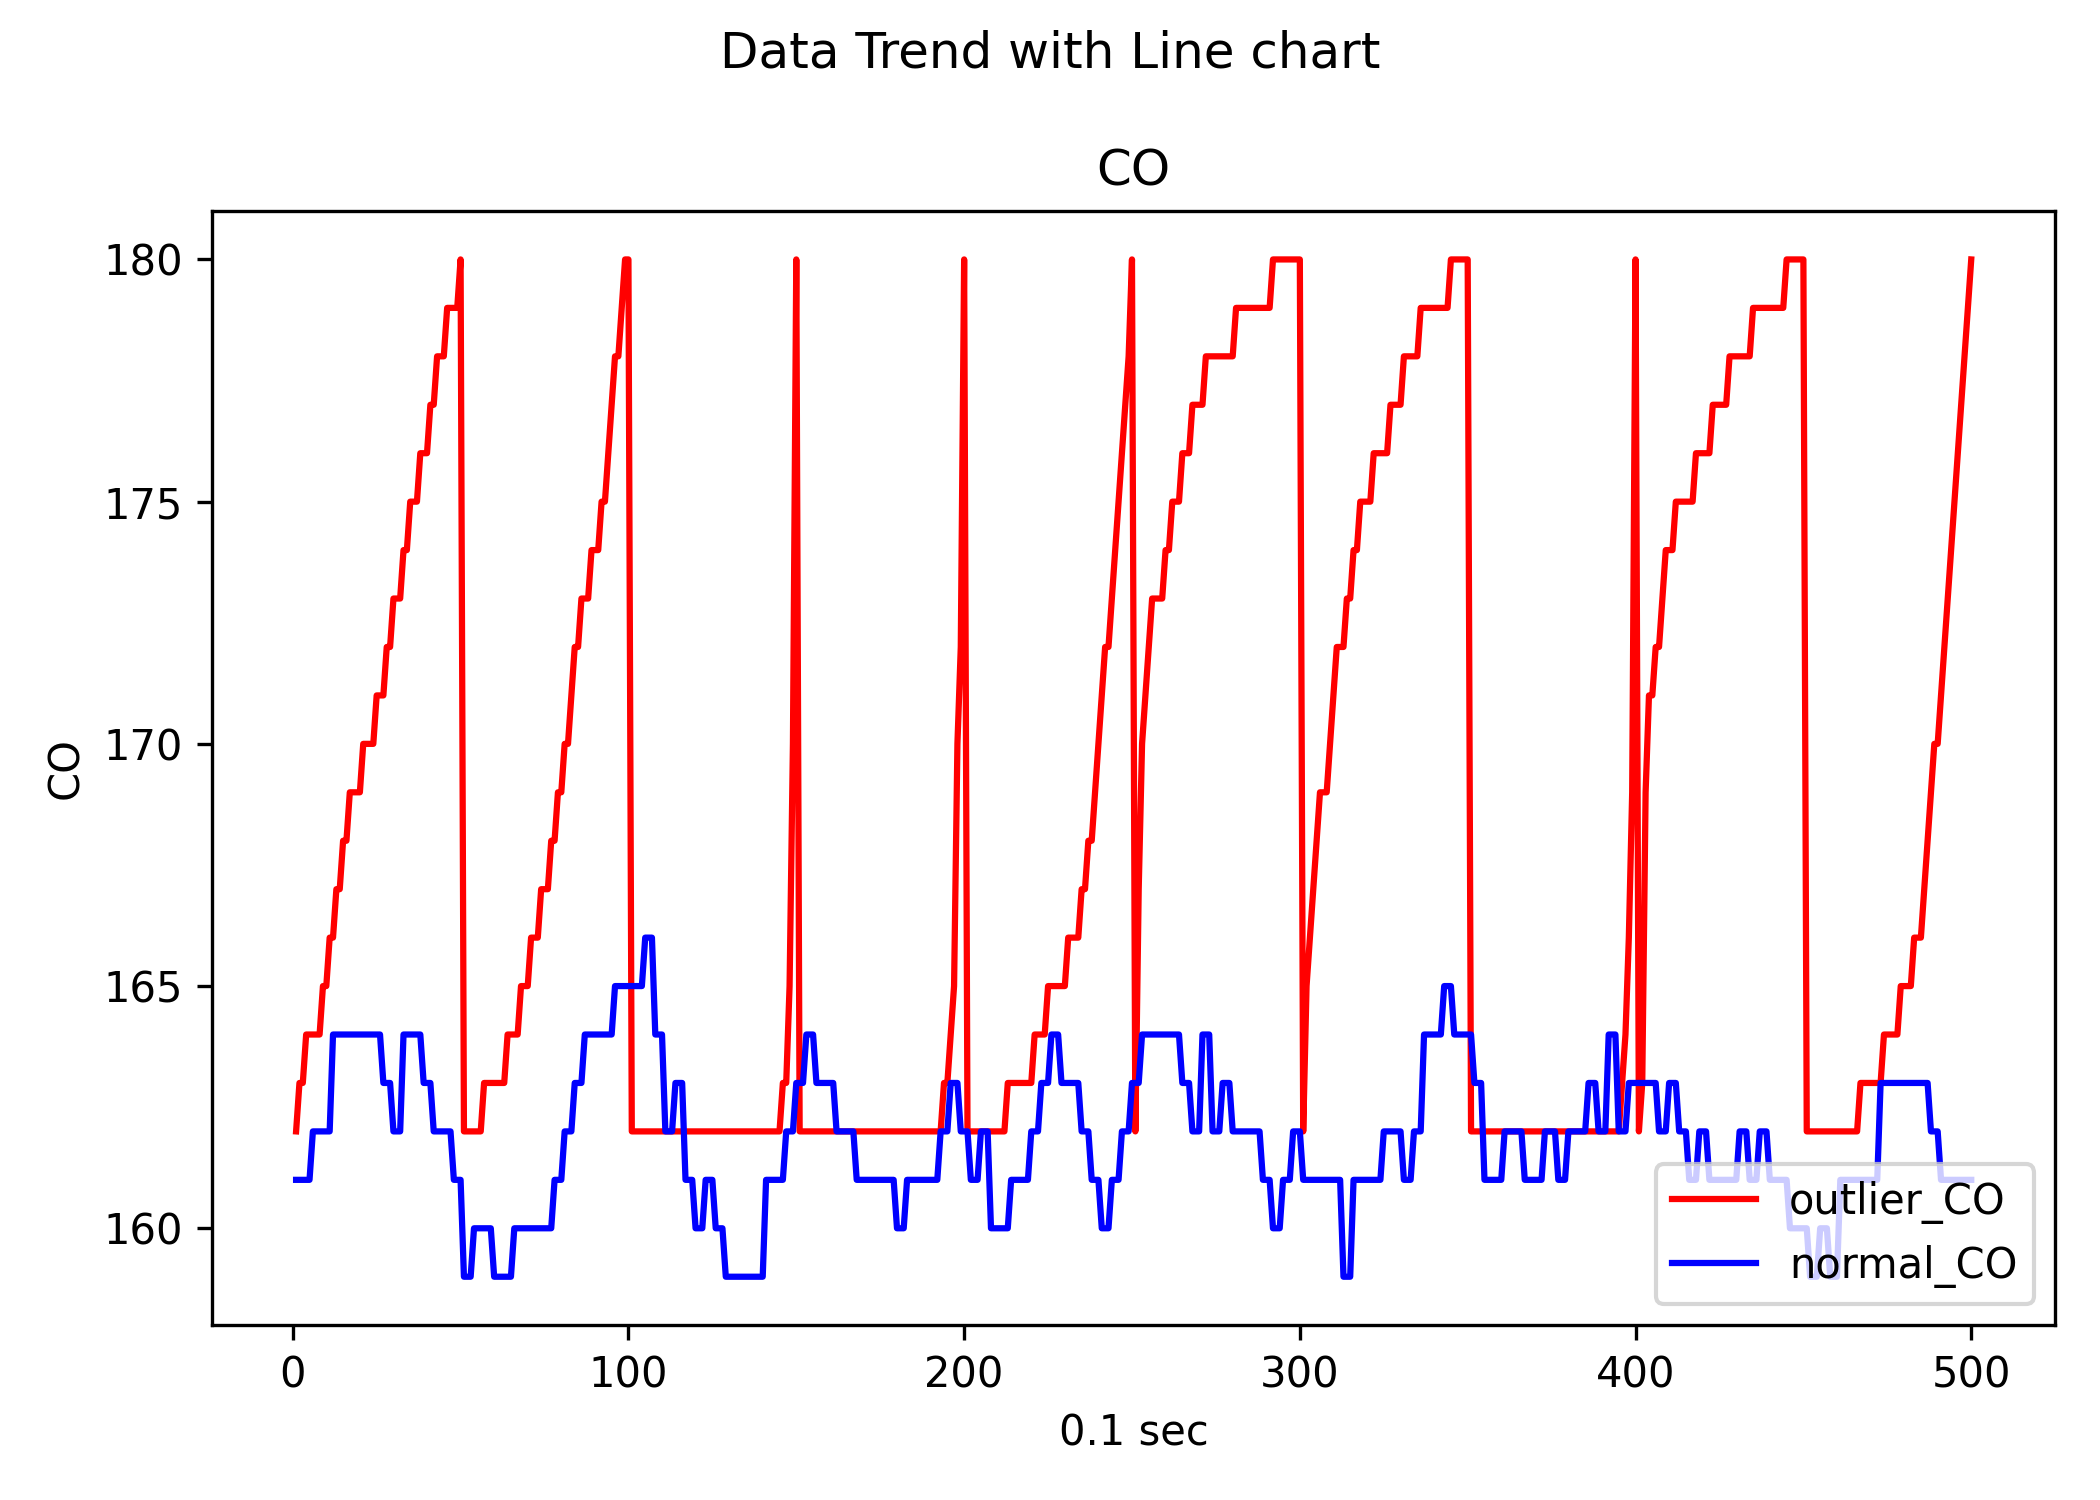 Data Trend with Line chart
CO
180
175
170
165
160
CO
0 100 200 300 400 500
0.1 sec
outlier_CO
normal_CO